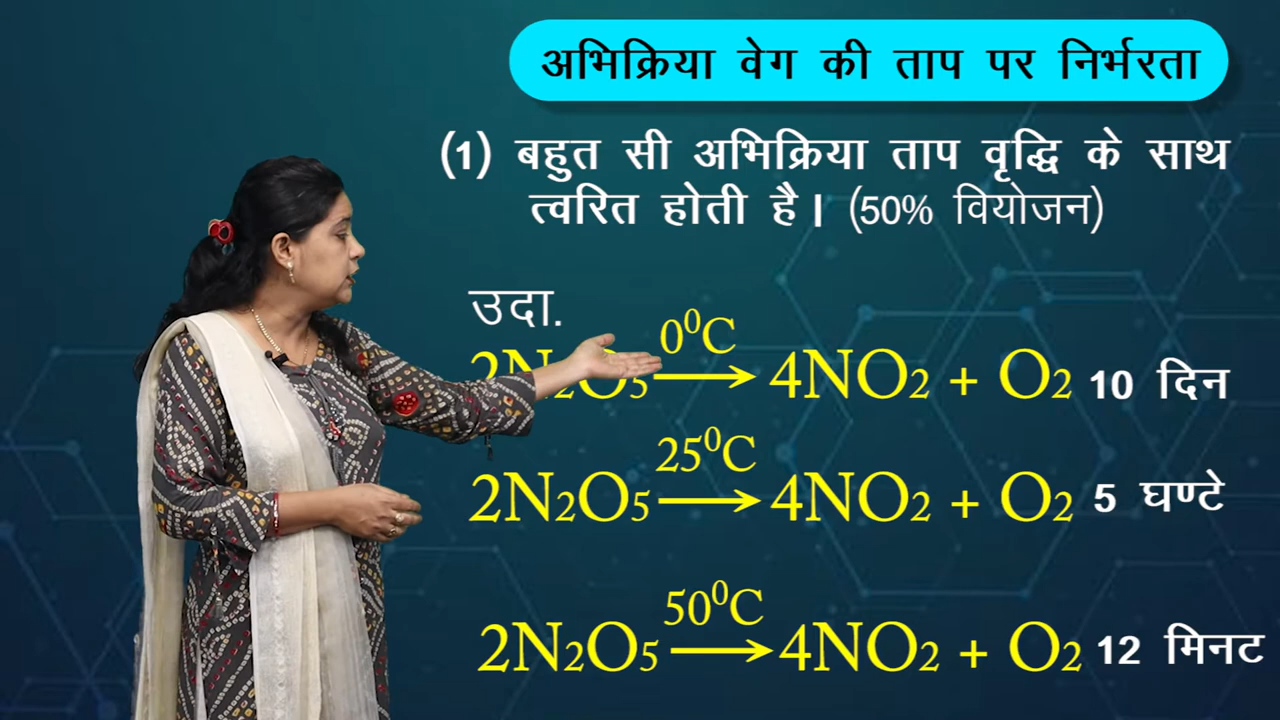 अभिक्रिया वेग की ताप पर निर्भरता
(1) बहुत सी अभिक्रिया ताप वृद्धि के साथ
त्वरित होती है। (50% वियोजन)
उदा.
2N₂O₅ —0⁰C→ 4NO₂ + O₂ 10 दिन
2N₂O₅ —25⁰C→ 4NO₂ + O₂ 5 घण्टे
2N₂O₅ —50⁰C→ 4NO₂ + O₂ 12 मिनट